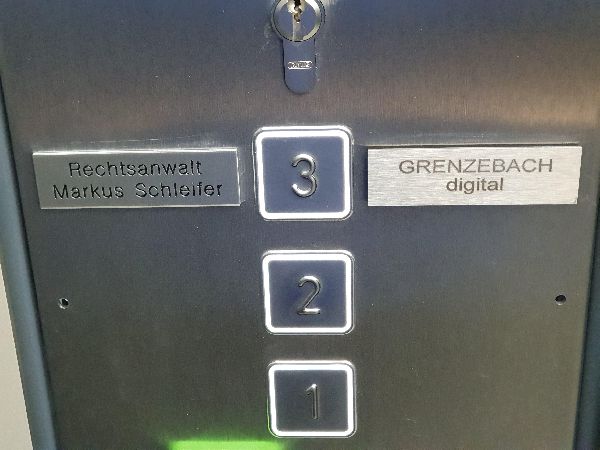 Rechtsanwalt
Markus Schleifer
3
GRENZEBACH
digital
2
1